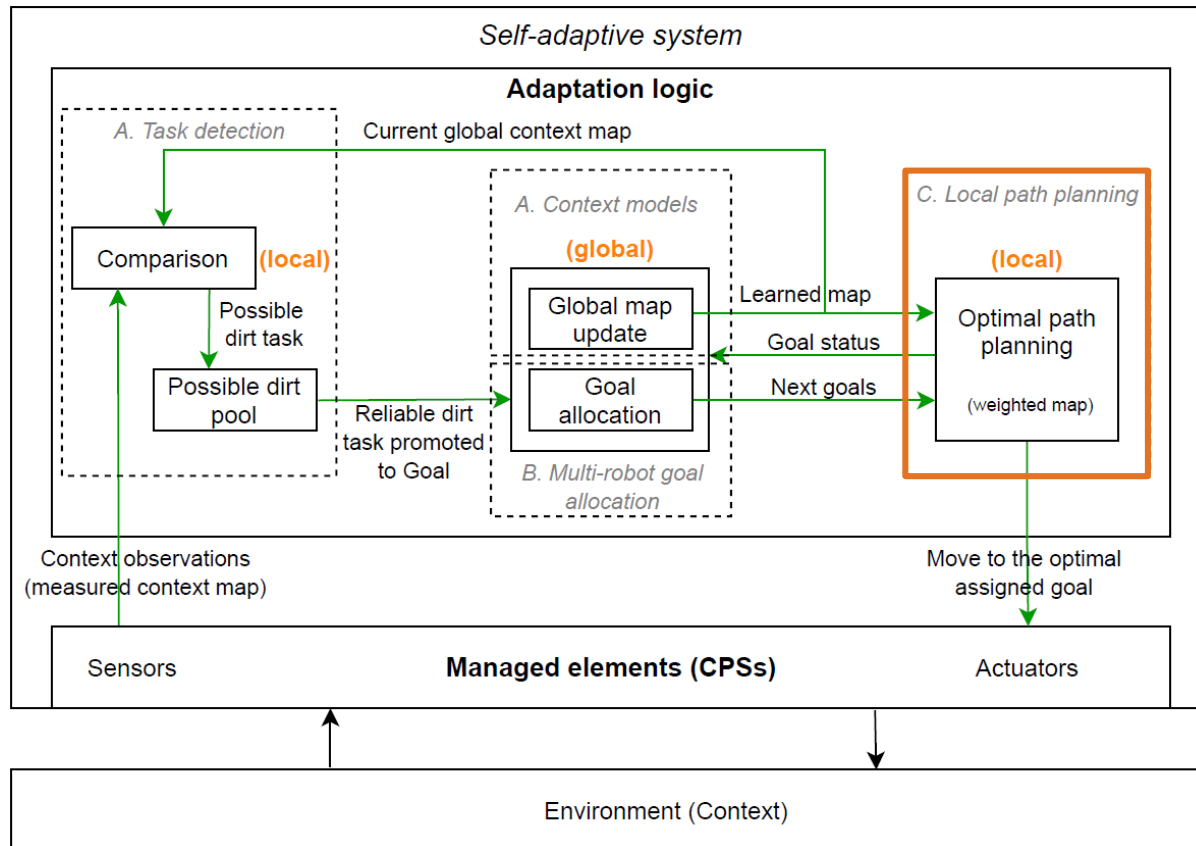 Self-adaptive system
Adaptation logic
A. Task detection
Current global context map
A. Context models
C. Local path planning
Comparison
(local)
(global)
(local)
Possible
dirt task
Global map
update
Learned map
Optimal path
planning
Goal status
Possible dirt
pool
Goal
allocation
Next goals
(weighted map)
Reliable dirt
task promoted
to Goal
B. Multi-robot goal
allocation
Context observations
(measured context map)
Move to the optimal
assigned goal
Sensors
Managed elements (CPSs)
Actuators
Environment (Context)